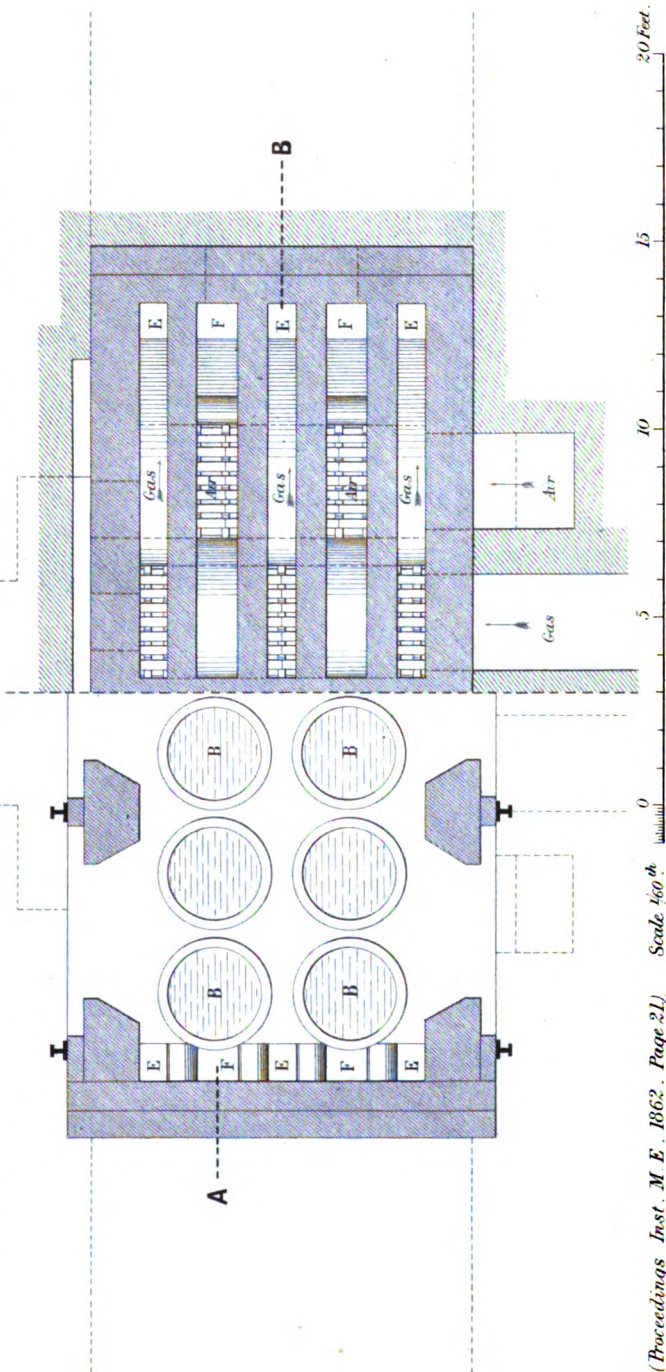 E Gas E
A F B B Air F
E Gas E B
F B B Air F
E Gas E
Gas Air
(Proceedings Inst. M.E. 1862. Page 21.) Scale 1/60th. 0 5 10 15 20 Feet.